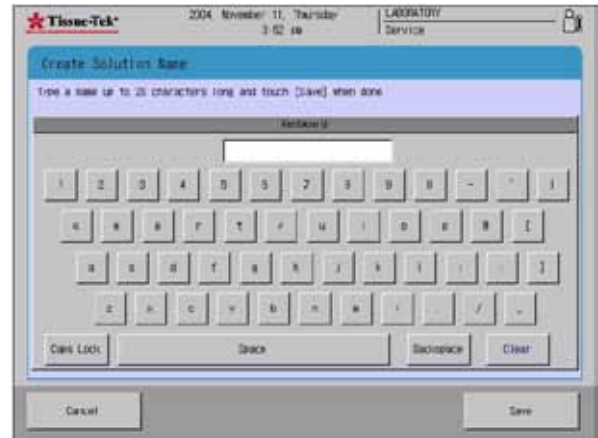 Tissue-Tek
2004 November 11, Thursday
3:52 PM
LABORATORY
Service
Create Solution Name
Type a name up to 25 characters long and touch [Save] when done
Keyboard
1 2 3 4 5 6 7 8 9 0 -
q w e r t y u i o p [
a s d f g h j k l ; ]
z x c v b n m , . / _
Caps Lock Space Backspace Clear
Cancel Save